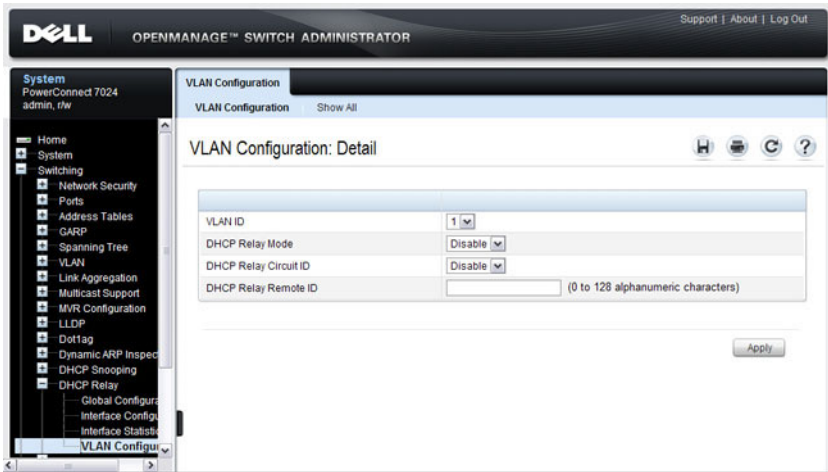 Support | About | Log Out
DELL OPENMANAGE™ SWITCH ADMINISTRATOR
System
PowerConnect 7024
admin, r/w
Home
System
Switching
Network Security
Ports
Address Tables
GARP
Spanning Tree
VLAN
Link Aggregation
Multicast Support
MVR Configuration
LLDP
Dot1ag
Dynamic ARP Inspec
DHCP Snooping
DHCP Relay
Global Configura
Interface Configu
Interface Statistic
VLAN Configur
VLAN Configuration
VLAN Configuration Show All
VLAN Configuration: Detail
VLAN ID 1
DHCP Relay Mode Disable
DHCP Relay Circuit ID Disable
DHCP Relay Remote ID (0 to 128 alphanumeric characters)
Apply